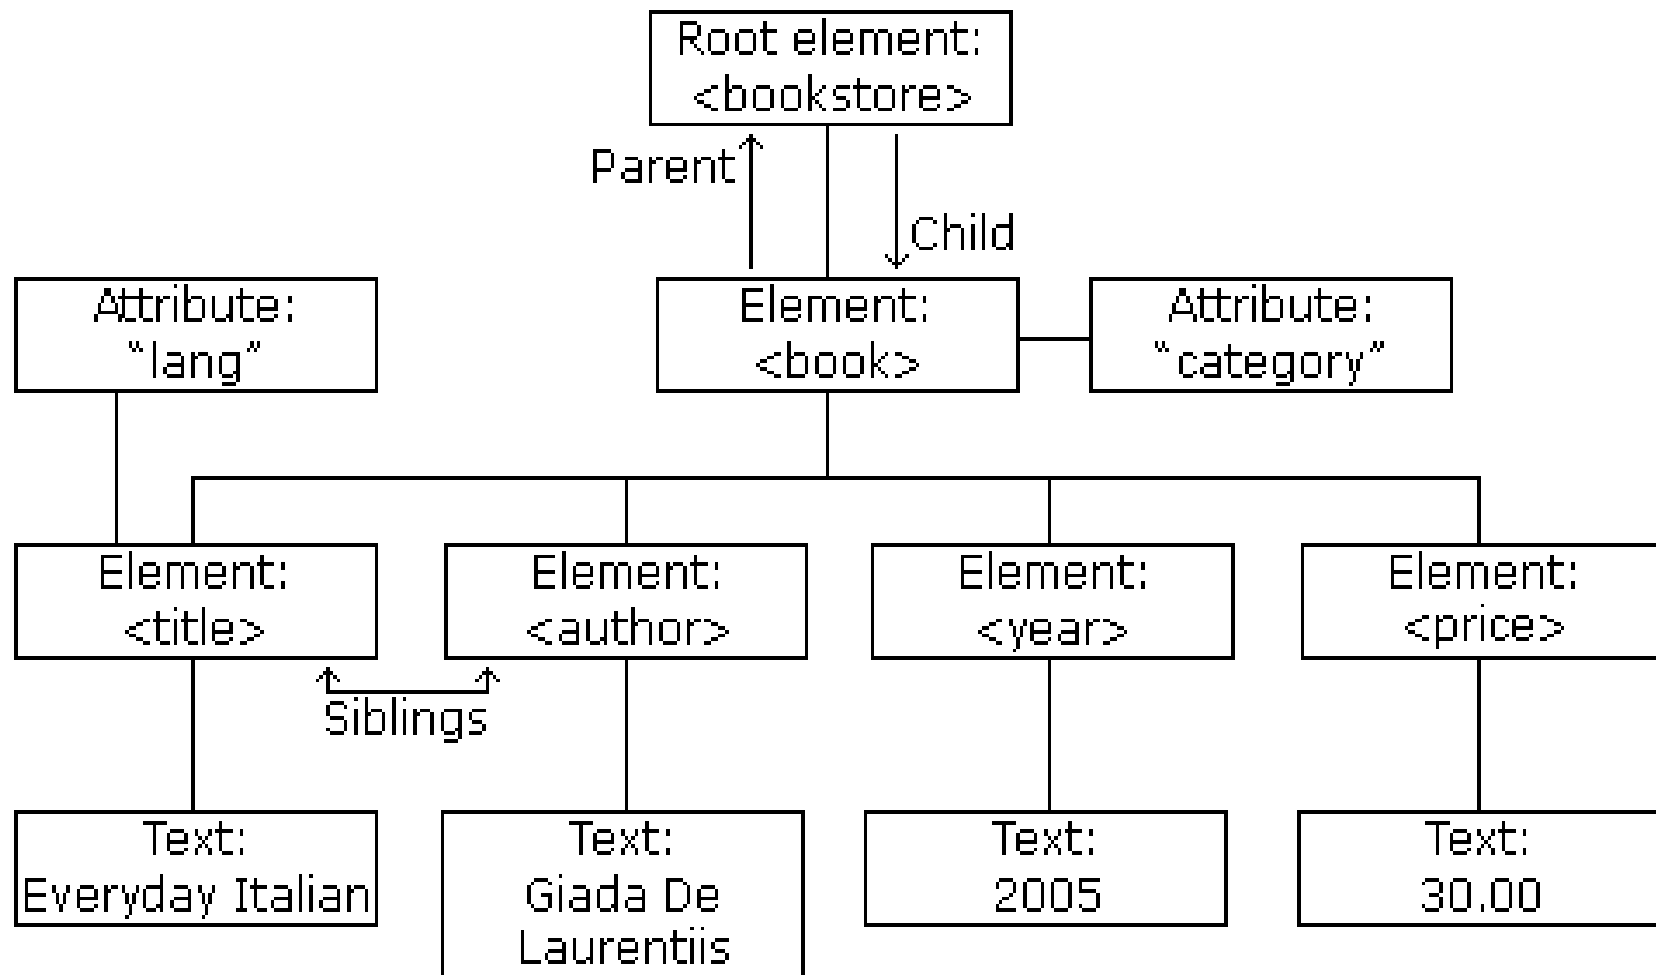 Root element:
<bookstore>
Parent
Child
Attribute:
“lang”
Element:
<book>
Attribute:
“category”
Element:
<title>
Element:
<author>
Element:
<year>
Element:
<price>
Siblings
Text:
Everyday Italian
Text:
Giada De
Laurentiis
Text:
2005
Text:
30.00